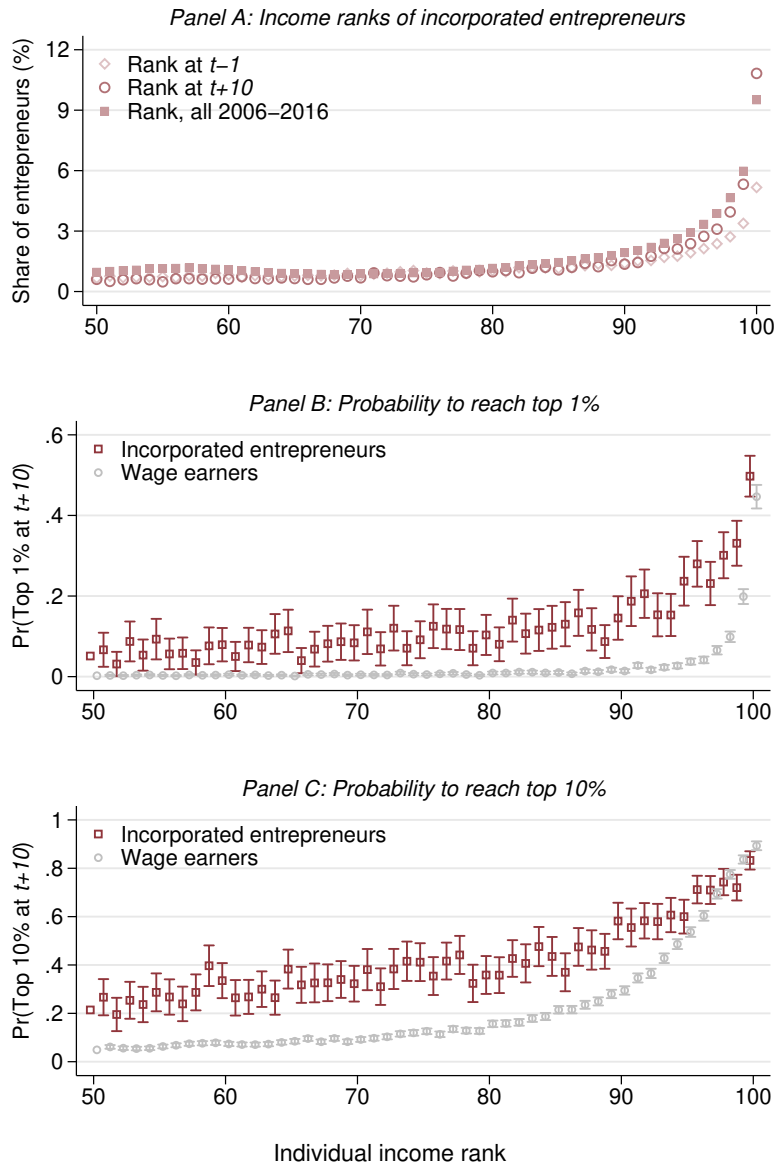 Panel A: Income ranks of incorporated entrepreneurs
Share of entrepreneurs (%)
12
9
6
3
0
Rank at t−1
Rank at t+10
Rank, all 2006−2016
50 60 70 80 90 100
Panel B: Probability to reach top 1%
Pr(Top 1% at t+10)
.6
.4
.2
0
Incorporated entrepreneurs
Wage earners
50 60 70 80 90 100
Panel C: Probability to reach top 10%
Pr(Top 10% at t+10)
1
.8
.6
.4
.2
0
Incorporated entrepreneurs
Wage earners
50 60 70 80 90 100
Individual income rank